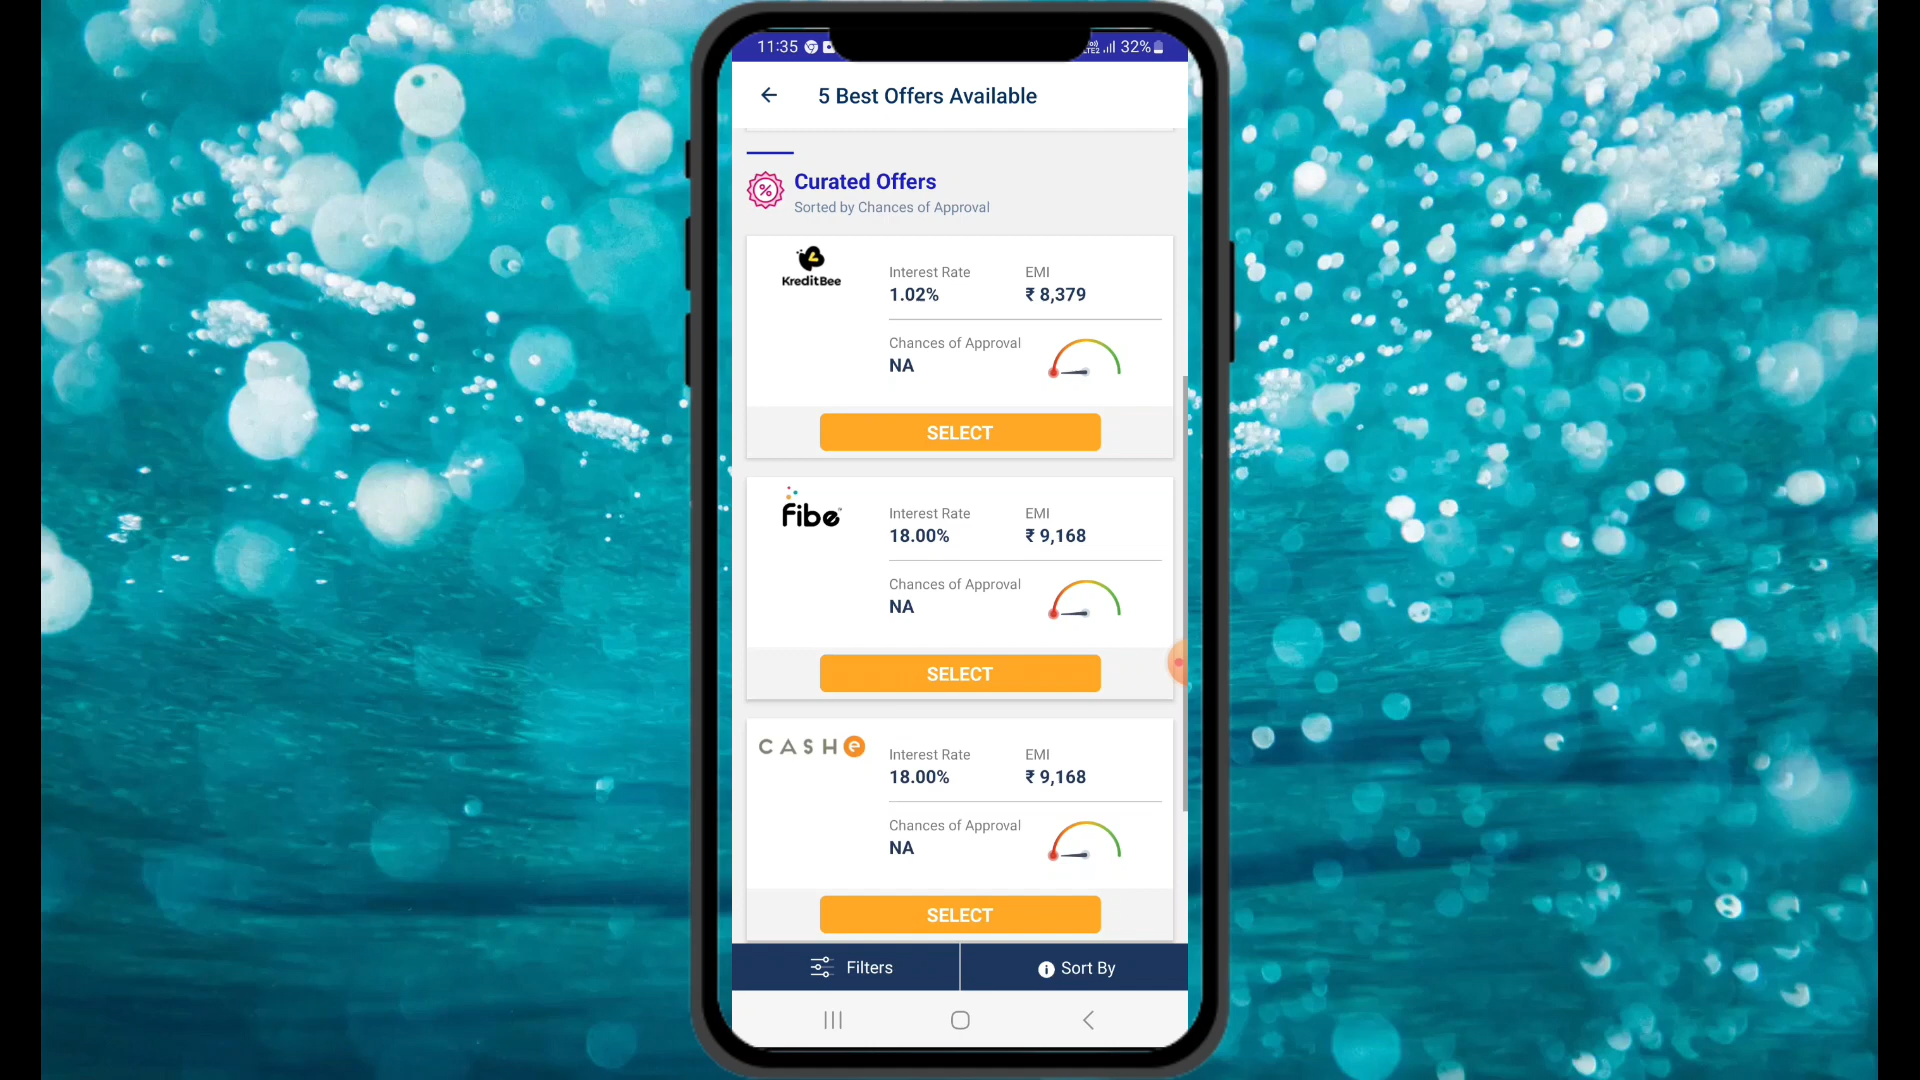 11:35
LTE2 32%
5 Best Offers Available
%
Curated Offers
Sorted by Chances of Approval
KreditBee
Interest Rate
EMI
1.02%
₹ 8,379
Chances of Approval
NA
SELECT
fibe
Interest Rate
EMI
18.00%
₹ 9,168
Chances of Approval
NA
SELECT
CASHe
Interest Rate
EMI
18.00%
₹ 9,168
Chances of Approval
NA
SELECT
Filters
Sort By